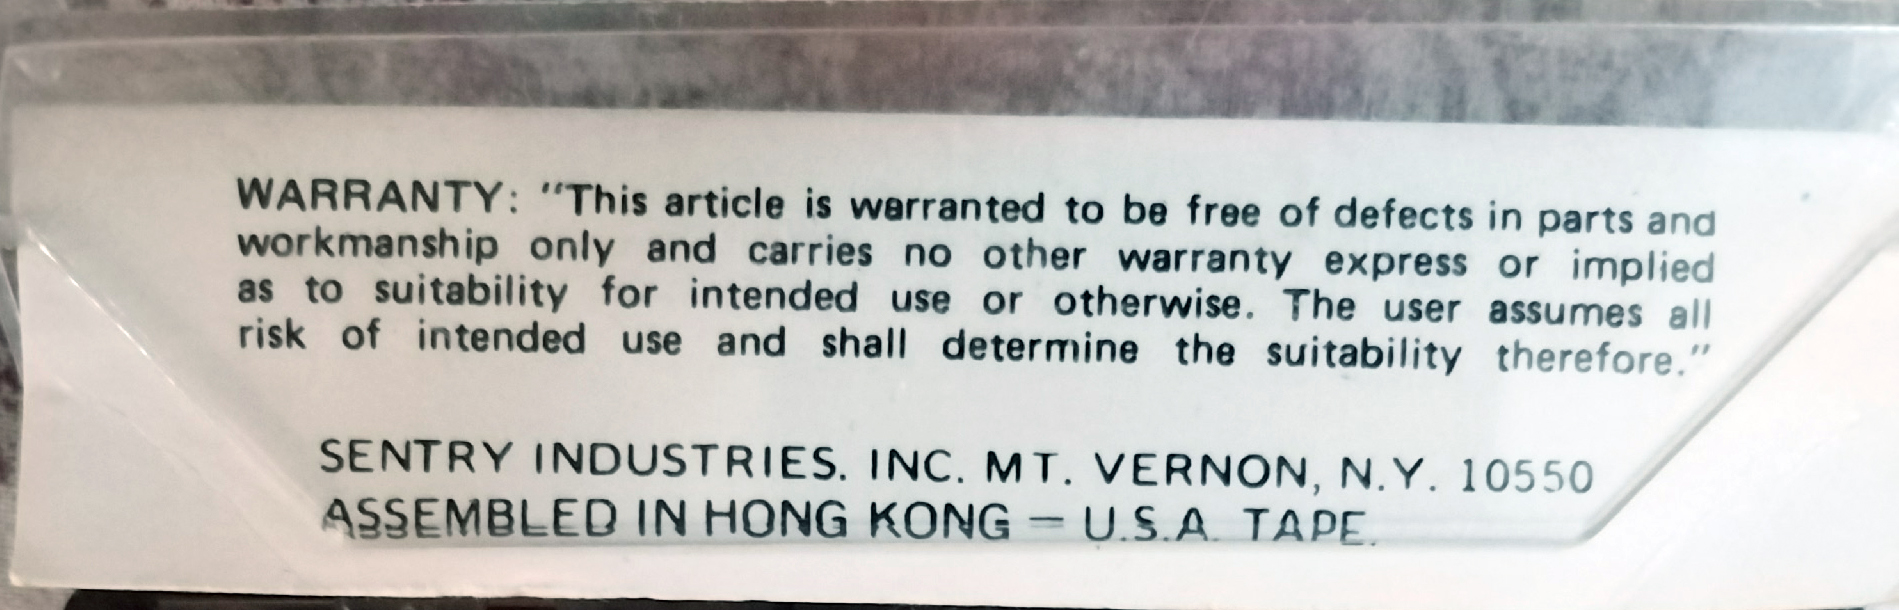 WARRANTY: "This article is warranted to be free of defects in parts and
workmanship only and carries no other warranty express or implied
as to suitability for intended use or otherwise. The user assumes all
risk of intended use and shall determine the suitability therefore."
SENTRY INDUSTRIES. INC. MT. VERNON, N.Y. 10550
ASSEMBLED IN HONG KONG — U.S.A. TAPE.